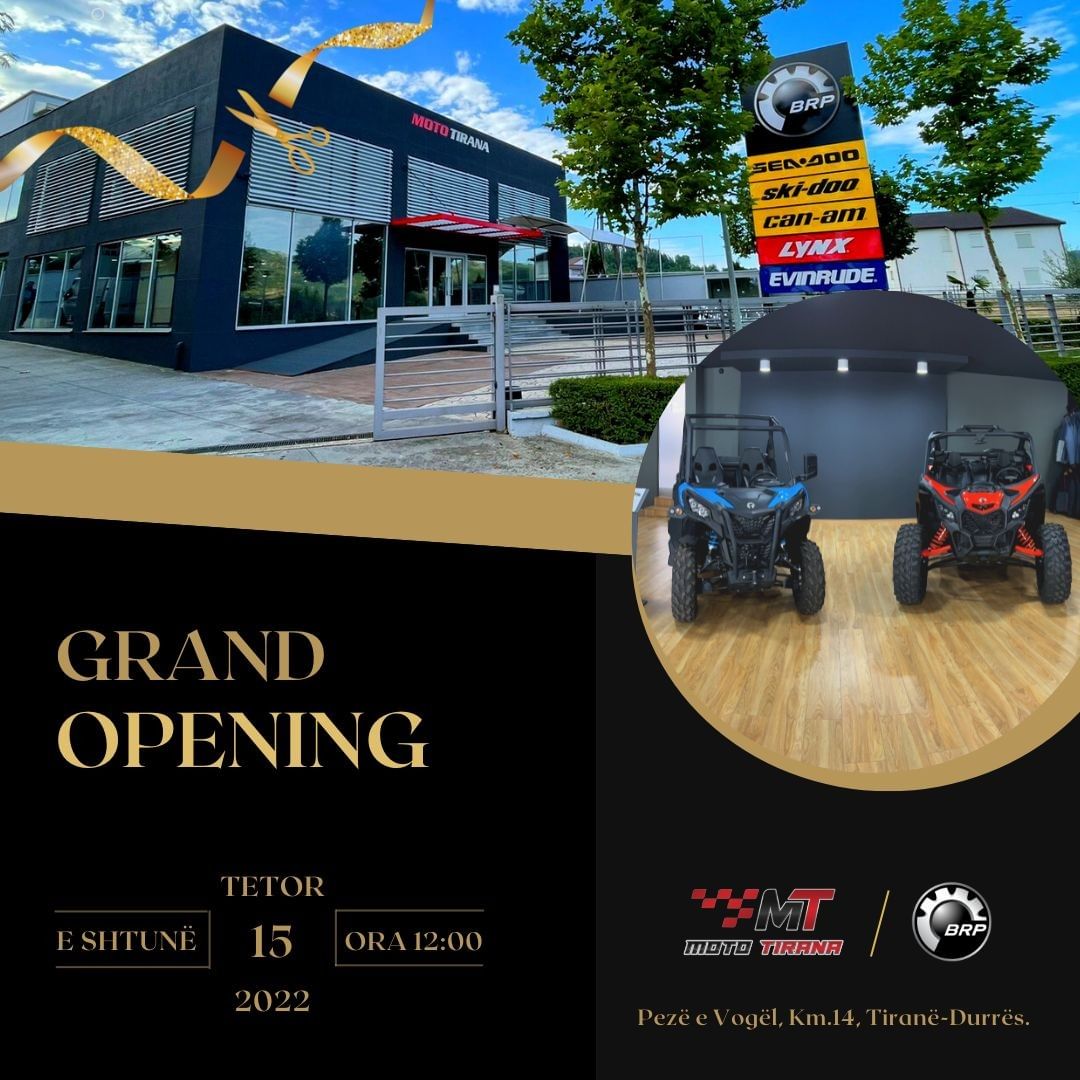 MOTO TIRANA
BRP
SEA-DOO
ski-doo
can-am
LYNX
EVINRUDE
GRAND
OPENING
TETOR
E SHTUNË
15
ORA 12:00
2022
MT
MOTO TIRANA
BRP
Pezë e Vogël, Km.14, Tiranë-Durrës.